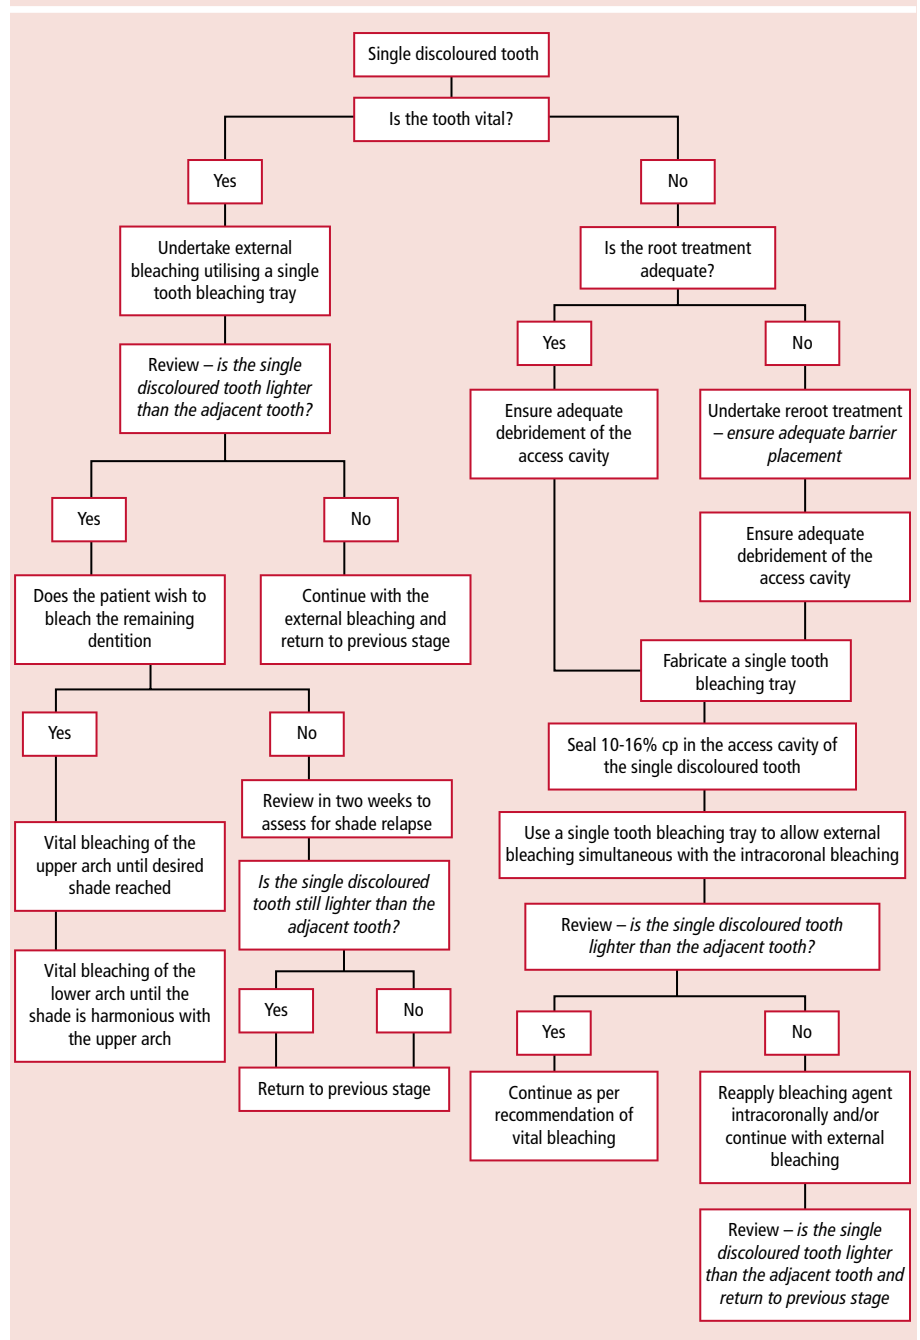 Single discoloured tooth
Is the tooth vital?
Yes
No
Undertake external
bleaching utilising a single
tooth bleaching tray
Is the root treatment
adequate?
Review – is the single
discoloured tooth lighter
than the adjacent tooth?
Yes
No
Ensure adequate
debridement of the
access cavity
Undertake reroot treatment
– ensure adequate barrier
placement
Yes
No
Ensure adequate
debridement of the
access cavity
Does the patient wish to
bleach the remaining
dentition
Continue with the
external bleaching and
return to previous stage
Fabricate a single tooth
bleaching tray
Yes
No
Seal 10-16% cp in the access cavity of
the single discoloured tooth
Review in two weeks to
assess for shade relapse
Vital bleaching of the
upper arch until desired
shade reached
Use a single tooth bleaching tray to allow external
bleaching simultaneous with the intracoronal bleaching
Is the single discoloured
tooth still lighter than the
adjacent tooth?
Review – is the single discoloured tooth
lighter than the adjacent tooth?
Vital bleaching of the
lower arch until the
shade is harmonious with
the upper arch
Yes
No
Yes
No
Return to previous stage
Continue as per
recommendation of
vital bleaching
Reapply bleaching agent
intracoronally and/or
continue with external
bleaching
Review – is the single
discoloured tooth lighter
than the adjacent tooth and
return to previous stage